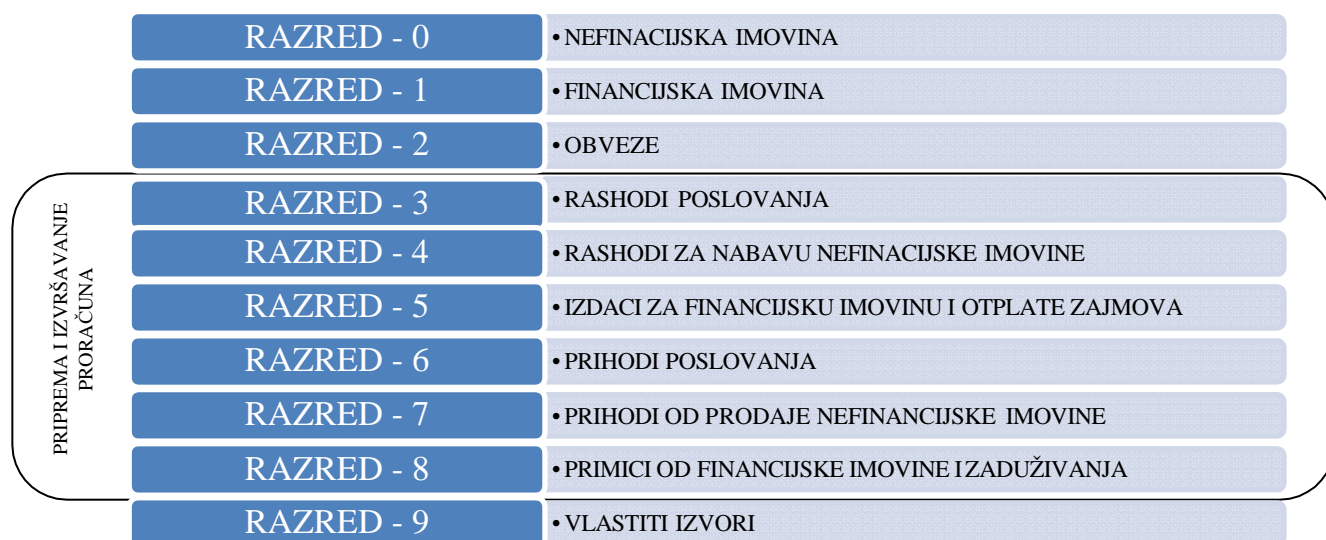 RAZRED - 0
•NEFINACIJSKA IMOVINA
RAZRED - 1
•FINANCIJSKA IMOVINA
RAZRED - 2
•OBVEZE
PRIPREMA I IZVRŠAVANJE
PRORAČUNA
RAZRED - 3
•RASHODI POSLOVANJA
RAZRED - 4
•RASHODI ZA NABAVU NEFINACIJSKE IMOVINE
RAZRED - 5
•IZDACI ZA FINANCIJSKU IMOVINU I OTPLATE ZAJMOVA
RAZRED - 6
•PRIHODI POSLOVANJA
RAZRED - 7
•PRIHODI OD PRODAJE NEFINANCIJSKE IMOVINE
RAZRED - 8
•PRIMICI OD FINANCIJSKE IMOVINE I ZADUŽIVANJA
RAZRED - 9
•VLASTITI IZVORI